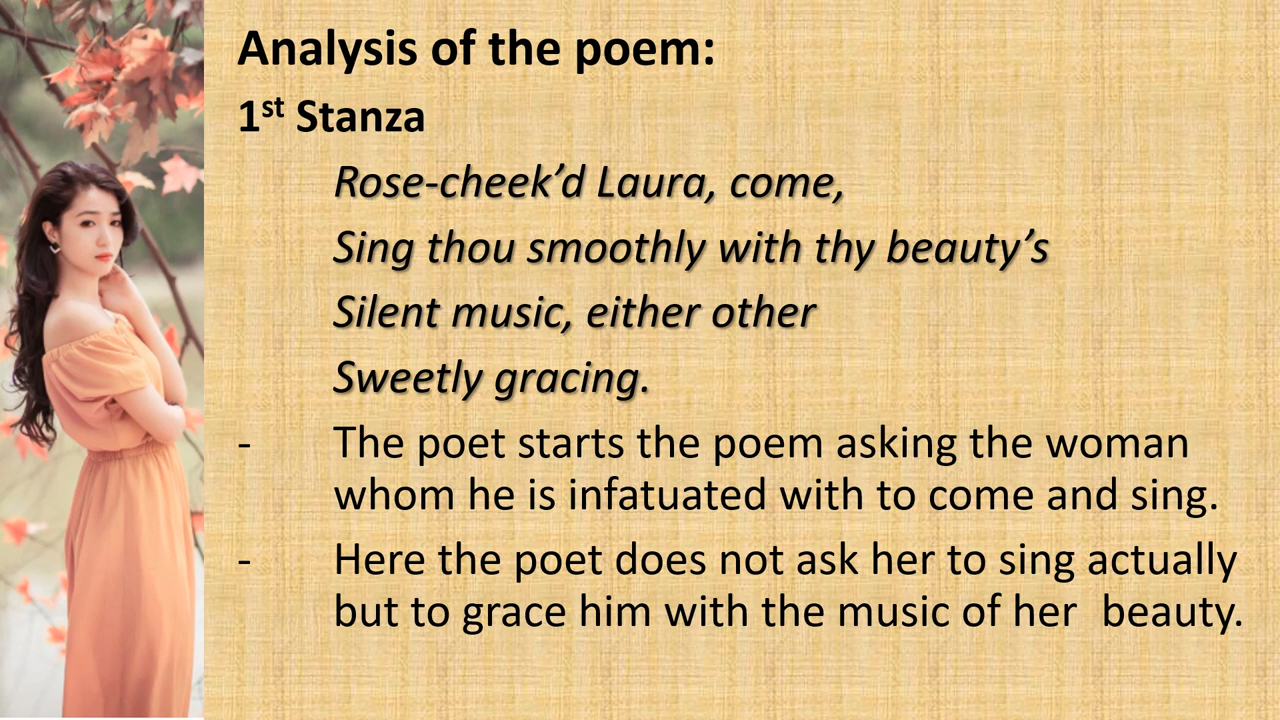 Analysis of the poem:
1st Stanza
Rose-cheek’d Laura, come,
Sing thou smoothly with thy beauty’s
Silent music, either other
Sweetly gracing.
- The poet starts the poem asking the woman
whom he is infatuated with to come and sing.
- Here the poet does not ask her to sing actually
but to grace him with the music of her  beauty.